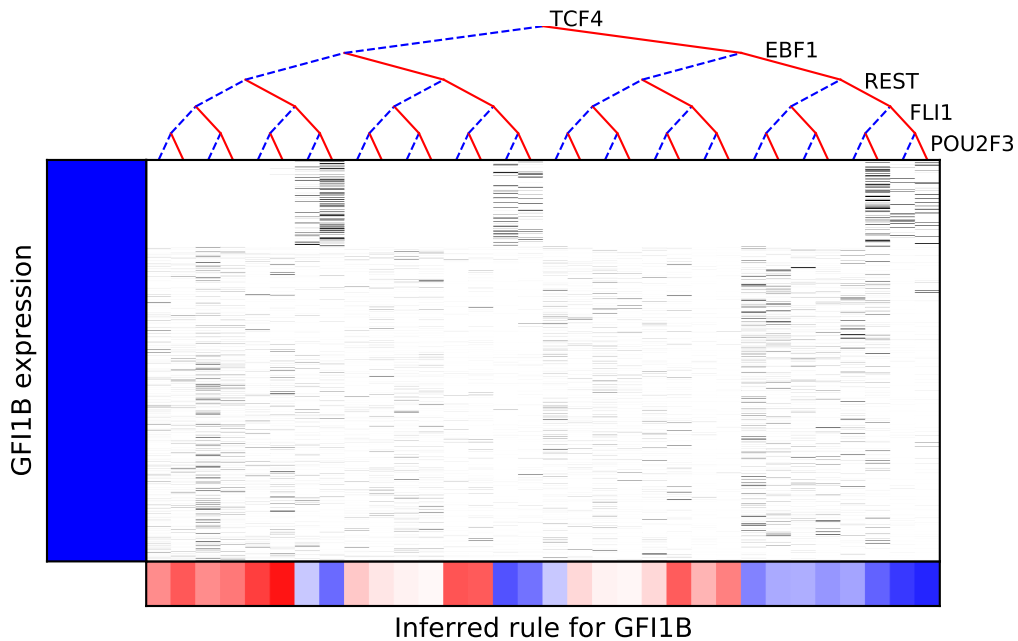 TCF4
EBF1
REST
FLI1
POU2F3
GFI1B expression
Inferred rule for GFI1B